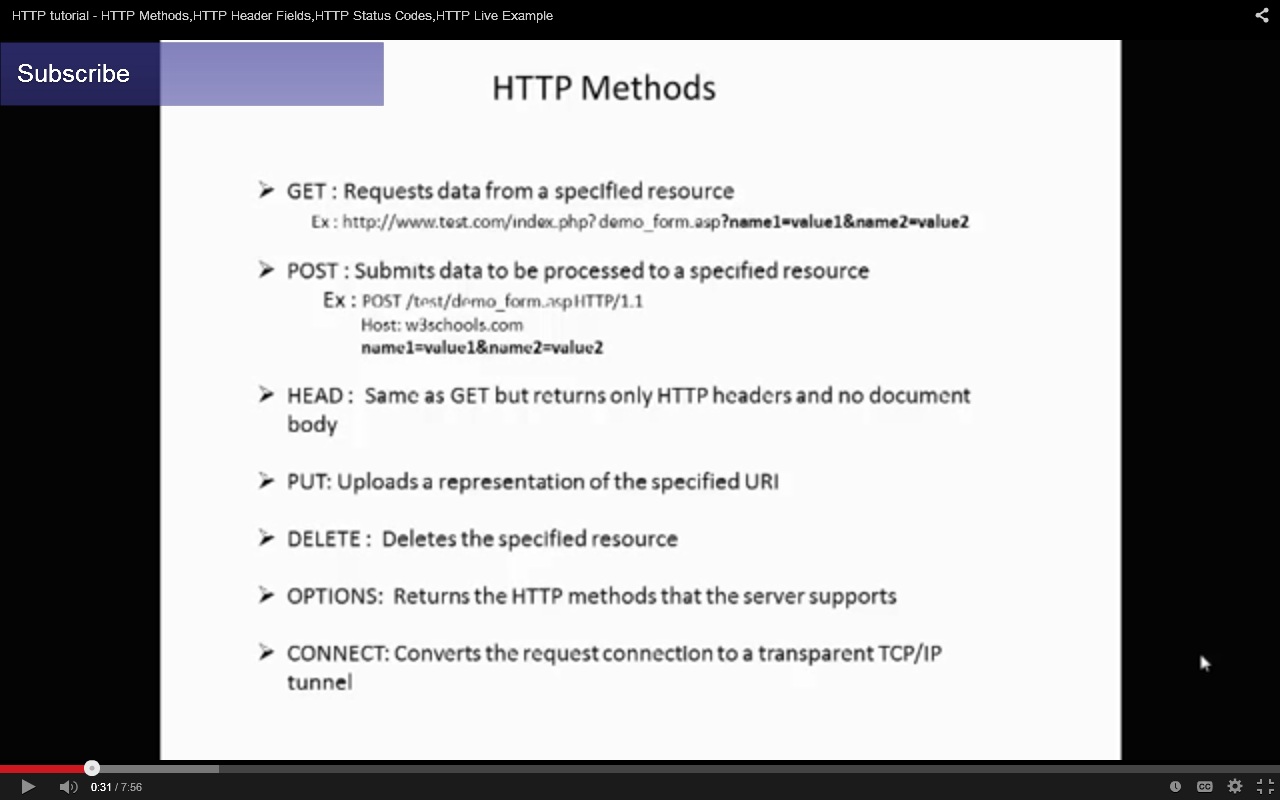 HTTP tutorial - HTTP Methods,HTTP Header Fields,HTTP Status Codes,HTTP Live Example
Subscribe
HTTP Methods
➢ GET : Requests data from a specified resource
Ex : http://www.test.com/index.php? demo_form.asp?name1=value1&name2=value2
➢ POST : Submits data to be processed to a specified resource
Ex : POST /test/demo_form.asp HTTP/1.1
Host: w3schools.com
name1=value1&name2=value2
➢ HEAD : Same as GET but returns only HTTP headers and no document
body
➢ PUT: Uploads a representation of the specified URI
➢ DELETE : Deletes the specified resource
➢ OPTIONS: Returns the HTTP methods that the server supports
➢ CONNECT: Converts the request connection to a transparent TCP/IP
tunnel
0:31 / 7:56
CC